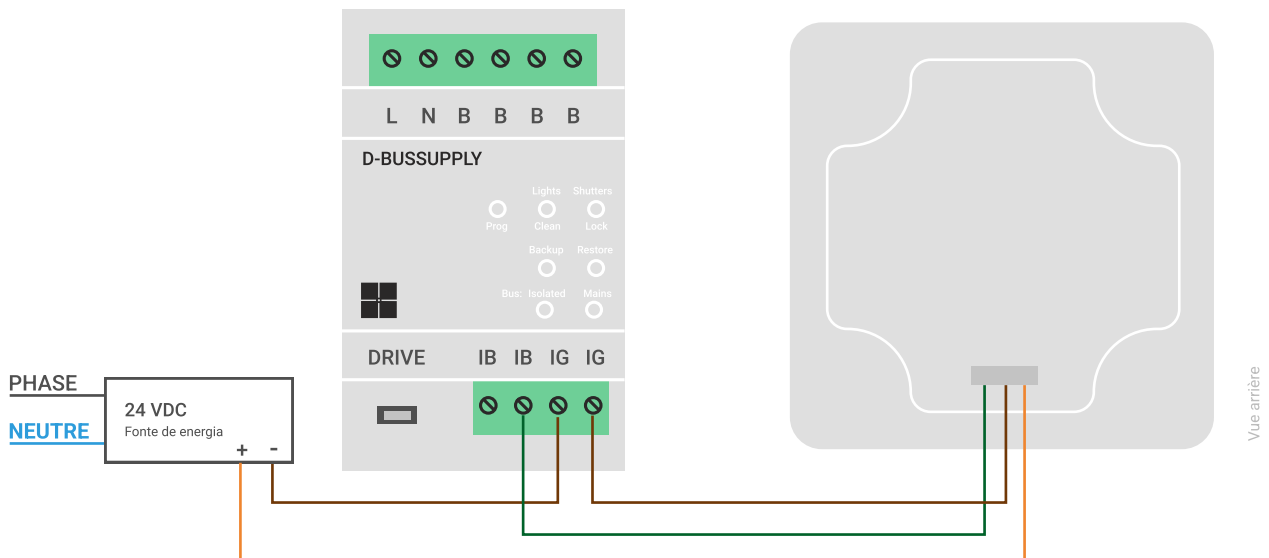 L N B B B B
D-BUSSUPPLY
Lights Shutters
Prog Clean Lock
Backup Restore
Bus: Isolated Mains
DRIVE IB IB IG IG
PHASE
NEUTRE
24 VDC
Fonte de energia
+ -
Vue arrière